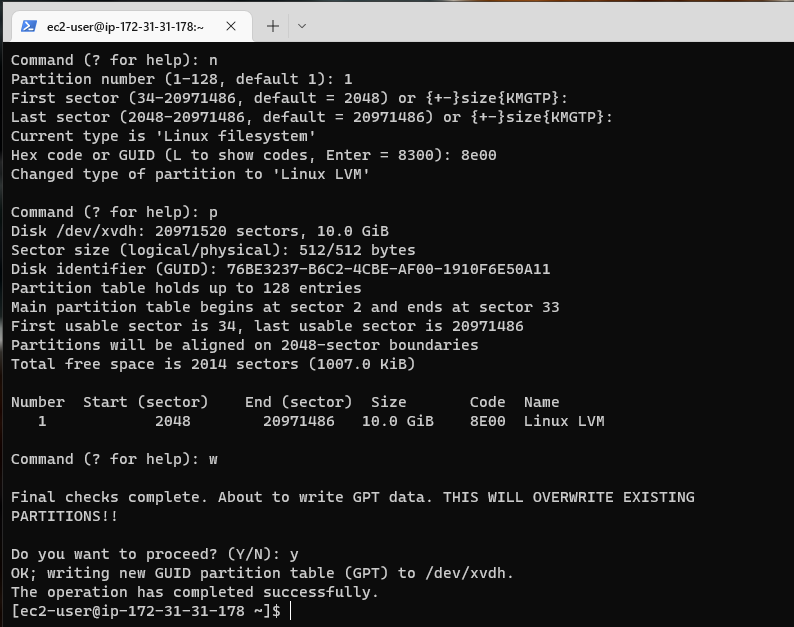 ec2-user@ip-172-31-31-178:~
Command (? for help): n
Partition number (1-128, default 1): 1
First sector (34-20971486, default = 2048) or {+-}size{KMGTP}:
Last sector (2048-20971486, default = 20971486) or {+-}size{KMGTP}:
Current type is 'Linux filesystem'
Hex code or GUID (L to show codes, Enter = 8300): 8e00
Changed type of partition to 'Linux LVM'
Command (? for help): p
Disk /dev/xvdh: 20971520 sectors, 10.0 GiB
Sector size (logical/physical): 512/512 bytes
Disk identifier (GUID): 76BE3237-B6C2-4CBE-AF00-1910F6E50A11
Partition table holds up to 128 entries
Main partition table begins at sector 2 and ends at sector 33
First usable sector is 34, last usable sector is 20971486
Partitions will be aligned on 2048-sector boundaries
Total free space is 2014 sectors (1007.0 KiB)
Number  Start (sector)    End (sector)  Size       Code  Name
   1            2048        20971486   10.0 GiB    8E00  Linux LVM
Command (? for help): w
Final checks complete. About to write GPT data. THIS WILL OVERWRITE EXISTING
PARTITIONS!!
Do you want to proceed? (Y/N): y
OK; writing new GUID partition table (GPT) to /dev/xvdh.
The operation has completed successfully.
[ec2-user@ip-172-31-31-178 ~]$